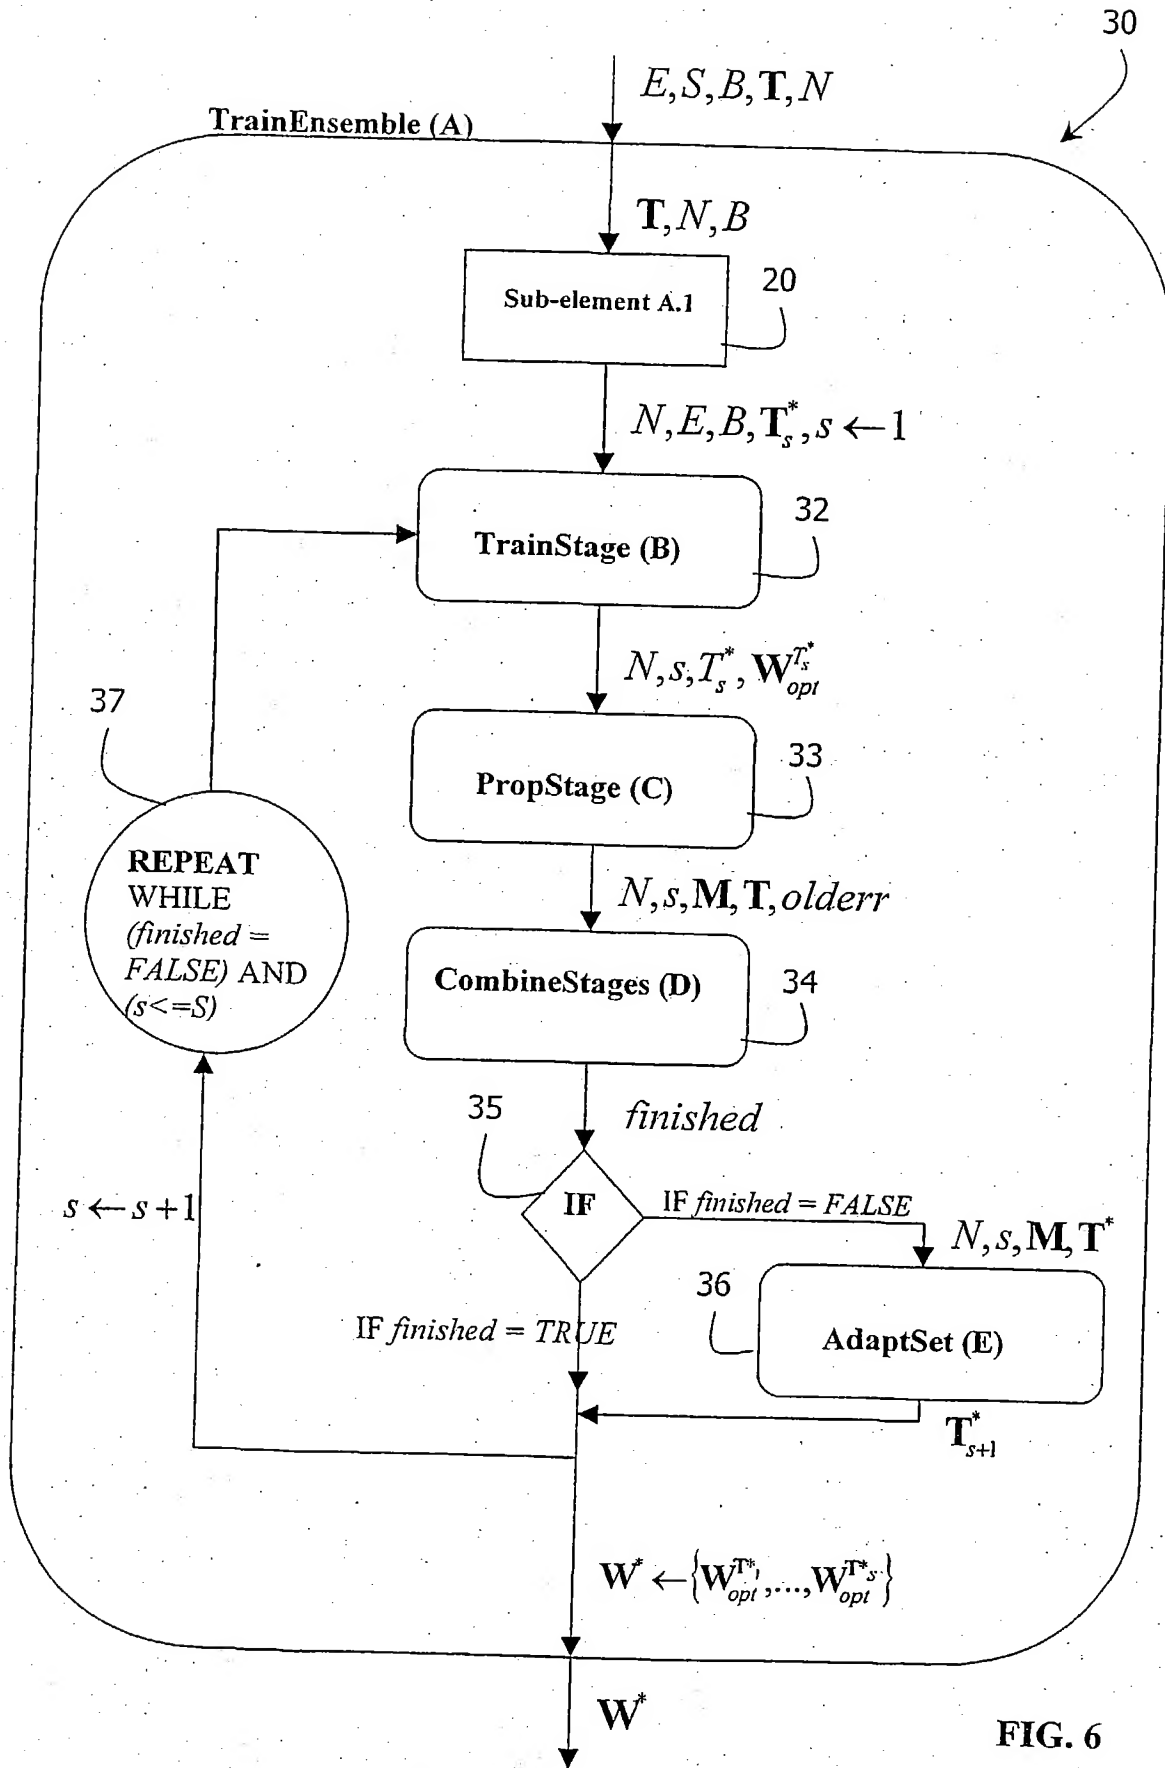 30
E, S, B, T, N
TrainEnsemble (A)
T, N, B
Sub-element A.1
20
N, E, B, T*s, s ← 1
32
TrainStage (B)
N, s, T*s, W^{T*s}_{opt}
37
33
PropStage (C)
REPEAT
WHILE
(finished =
FALSE) AND
(s<=S)
N, s, M, T, olderr
CombineStages (D)
34
35
finished
s ← s+1
IF
IF finished = FALSE
N, s, M, T*
36
IF finished = TRUE
AdaptSet (E)
T*s+1
W* ← {W^{T*1}_{opt},..., W^{T*s}_{opt}}
W*
FIG. 6